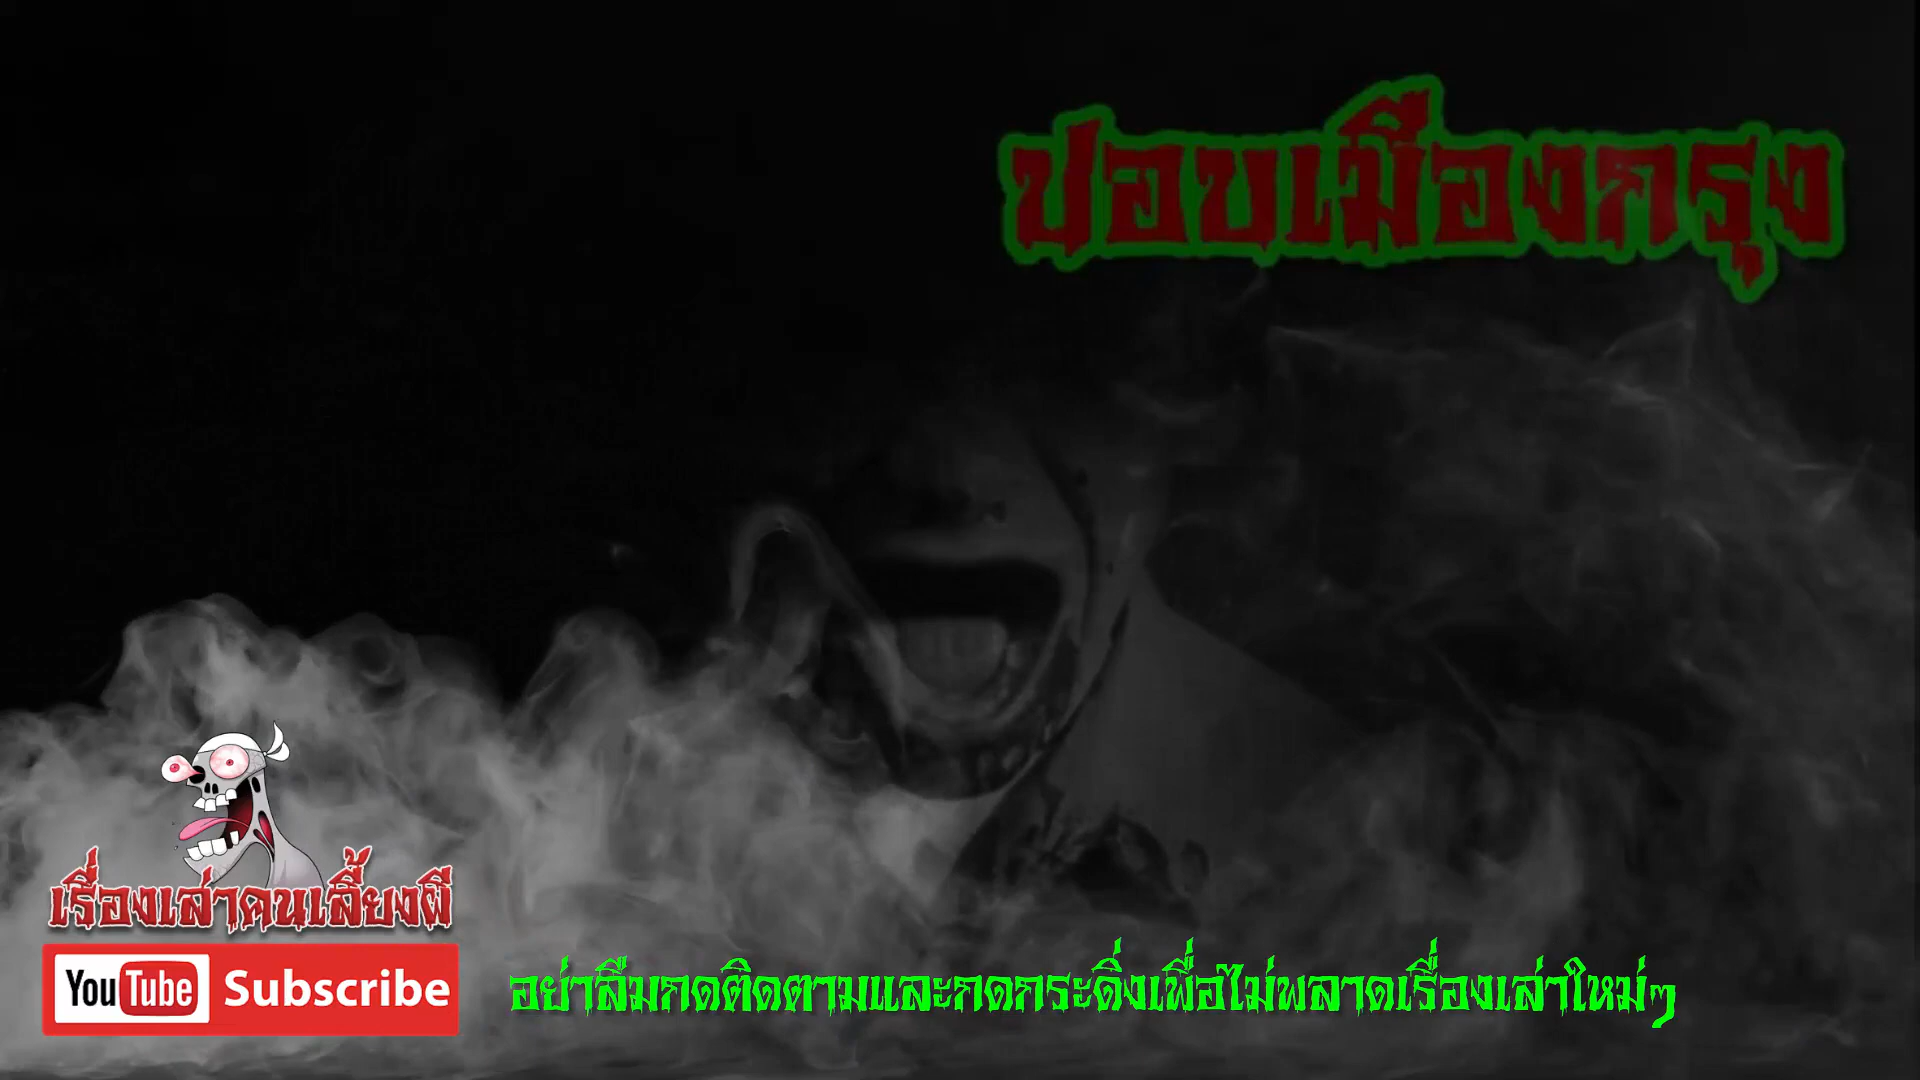 ปอบเมืองกรุง
เรื่องเล่าคนเลี้ยงผี
YouTube Subscribe
อย่าลืมกดติดตามและกดกระดิ่งเพื่อไม่พลาดเรื่องเล่าใหม่ๆ